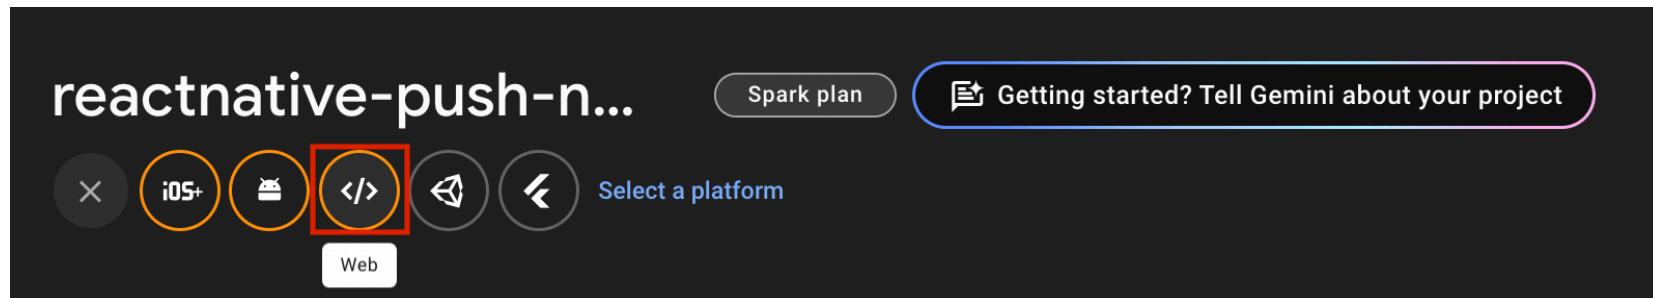 reactnative-push-n...
Spark plan
Getting started? Tell Gemini about your project
iOS+
</>
Select a platform
Web